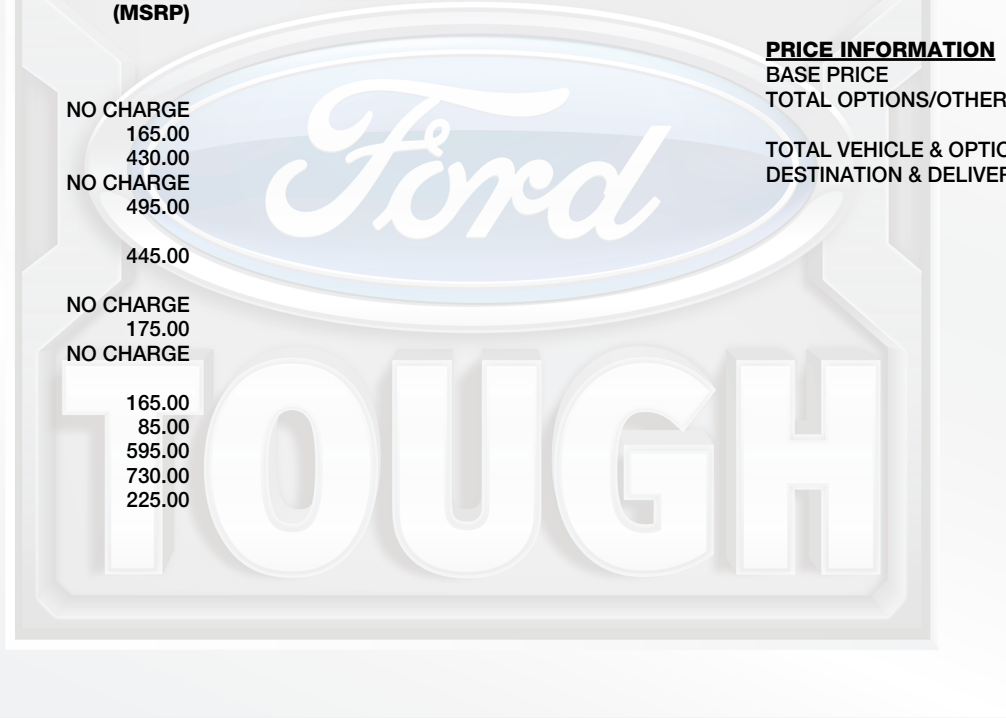 (MSRP)
NO CHARGE
165.00
430.00
NO CHARGE
495.00
445.00
NO CHARGE
175.00
NO CHARGE
165.00
85.00
595.00
730.00
225.00
PRICE INFORMATION
BASE PRICE
TOTAL OPTIONS/OTHER
TOTAL VEHICLE & OPTIO
DESTINATION & DELIVER
Ford
TOUGH